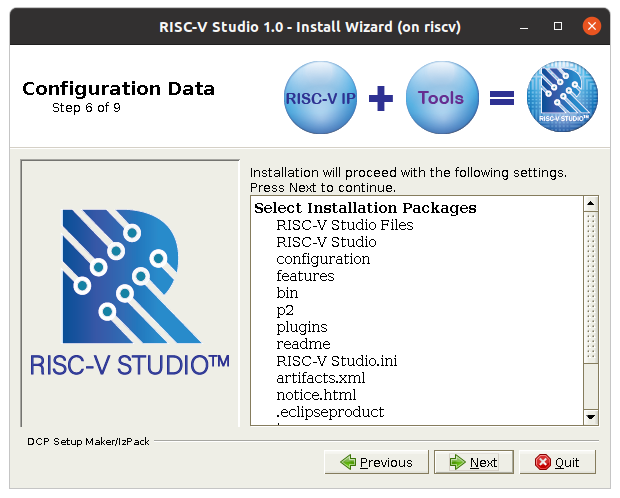 RISC-V Studio 1.0 - Install Wizard (on riscv)
Configuration Data
Step 6 of 9
RISC-V IP
Tools
RISC-V STUDIO™
Installation will proceed with the following settings.
Press Next to continue.
Select Installation Packages
RISC-V Studio Files
RISC-V Studio
configuration
features
bin
p2
plugins
readme
RISC-V Studio.ini
artifacts.xml
notice.html
.eclipseproduct
RISC-V STUDIO™
DCP Setup Maker/IzPack
Previous
Next
Quit